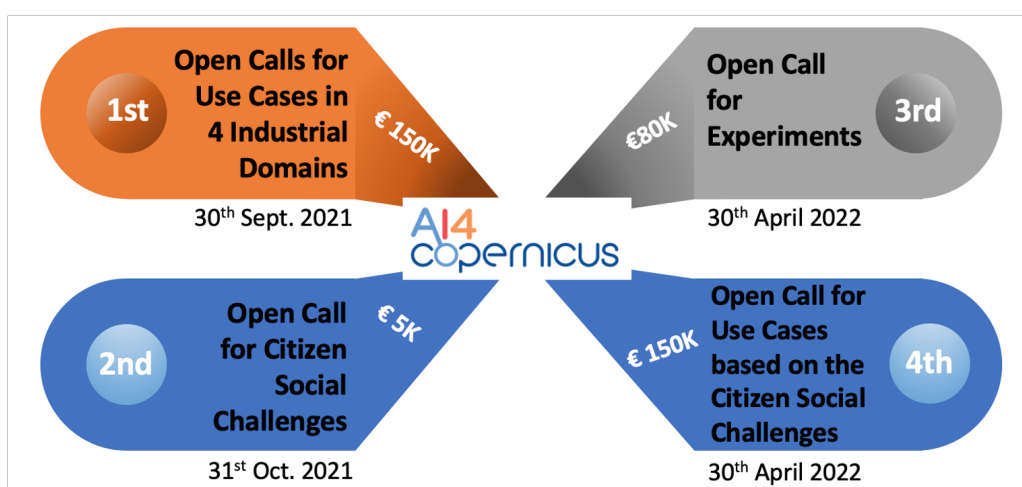 1st
Open Calls for
Use Cases in
4 Industrial
Domains
€ 150K
30th Sept. 2021
€80K
Open Call
for
Experiments
3rd
30th April 2022
AI4
copernicus
2nd
Open Call
for Citizen
Social
Challenges
€ 5K
31st Oct. 2021
€ 150K
Open Call for
Use Cases
based on the
Citizen Social
Challenges
4th
30th April 2022